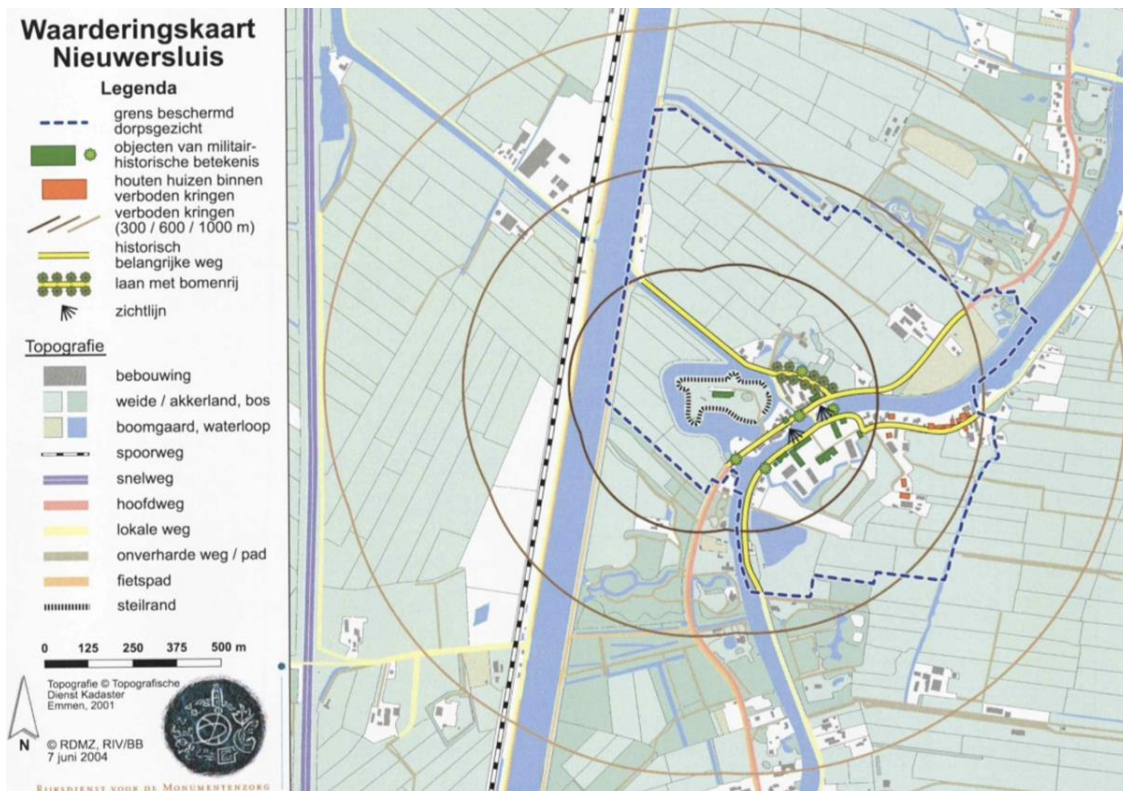 Waarderingskaart
Nieuwersluis
Legenda
grens beschermd
dorpsgezicht
objecten van militair-
historische betekenis
houten huizen binnen
verboden kringen
verboden kringen
(300 / 600 / 1000 m)
historisch
belangrijke weg
laan met bomenrij
zichtlijn
Topografie
bebouwing
weide / akkerland, bos
boomgaard, waterloop
spoorweg
snelweg
hoofdweg
lokale weg
onverharde weg / pad
fietspad
steilrand
0 125 250 375 500 m
Topografie © Topografische
Dienst Kadaster
Emmen, 2001
N
© RDMZ, RIV/BB
7 juni 2004
RIJKSDIENST VOOR DE MONUMENTENZORG